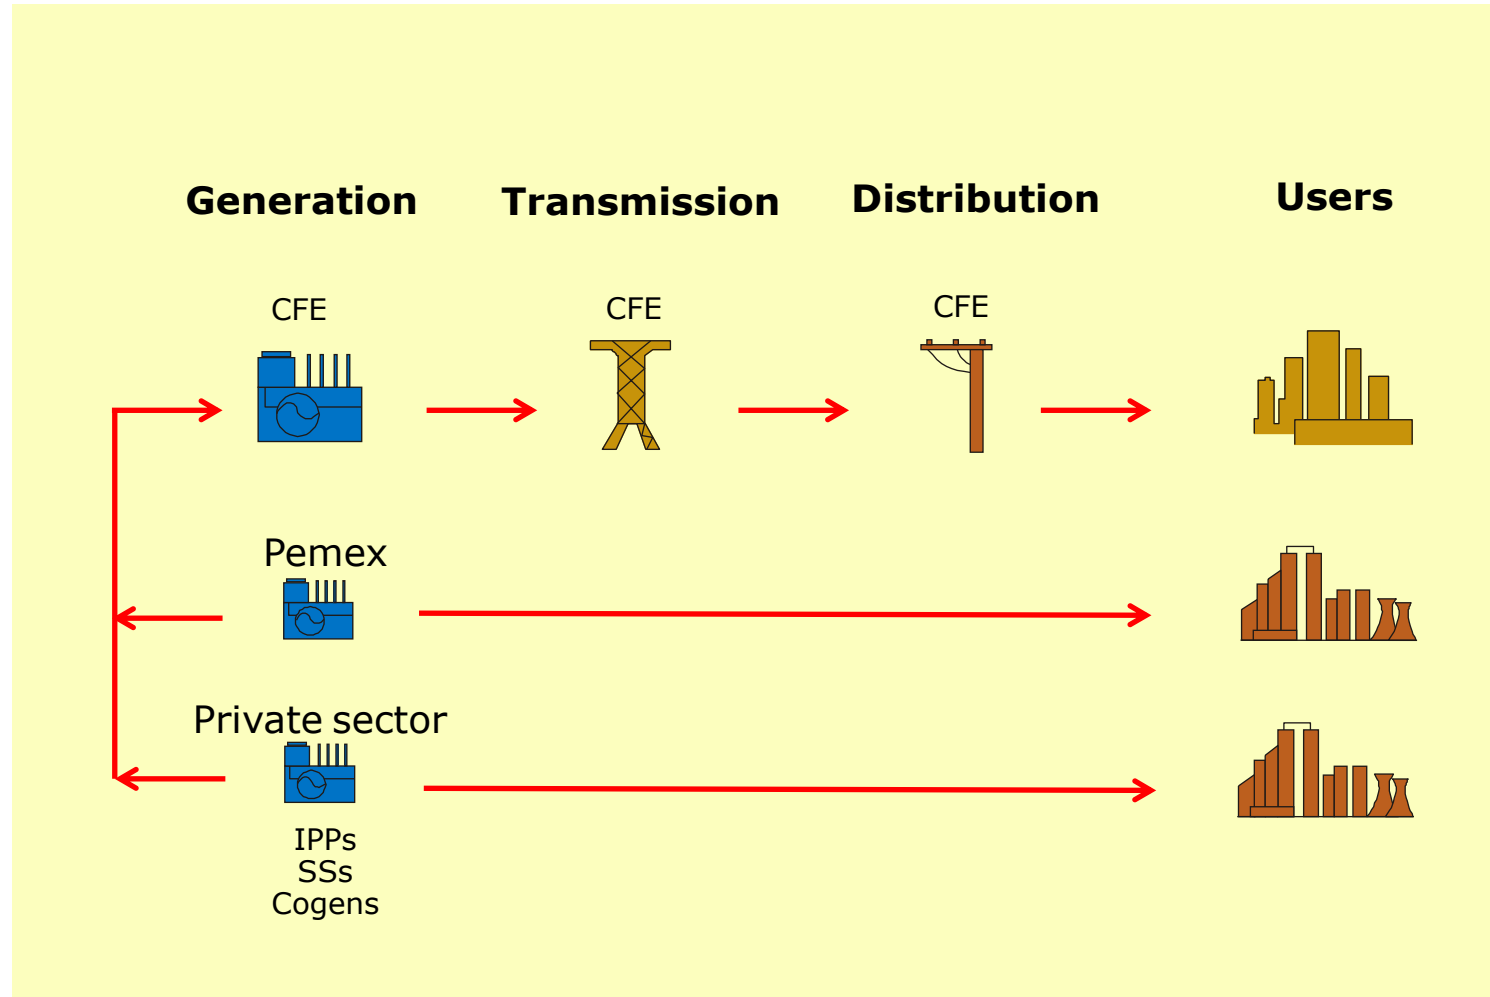 Generation
Transmission
Distribution
Users
CFE
CFE
CFE
Pemex
Private sector
IPPs
SSs
Cogens